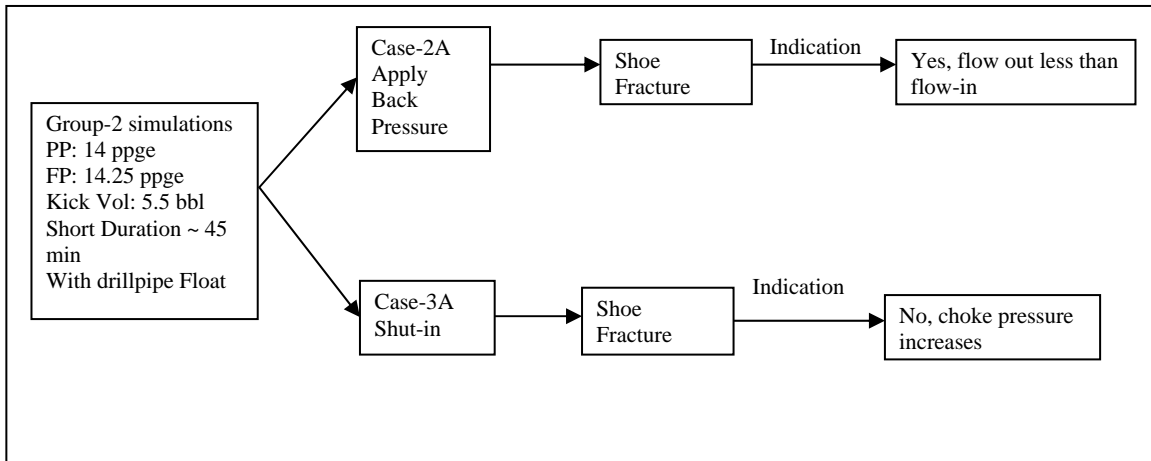 Group-2 simulations
PP: 14 ppge
FP: 14.25 ppge
Kick Vol: 5.5 bbl
Short Duration ~ 45
min
With drillpipe Float
Case-2A
Apply
Back
Pressure
Shoe
Fracture
Indication
Yes, flow out less than
flow-in
Case-3A
Shut-in
Shoe
Fracture
Indication
No, choke pressure
increases